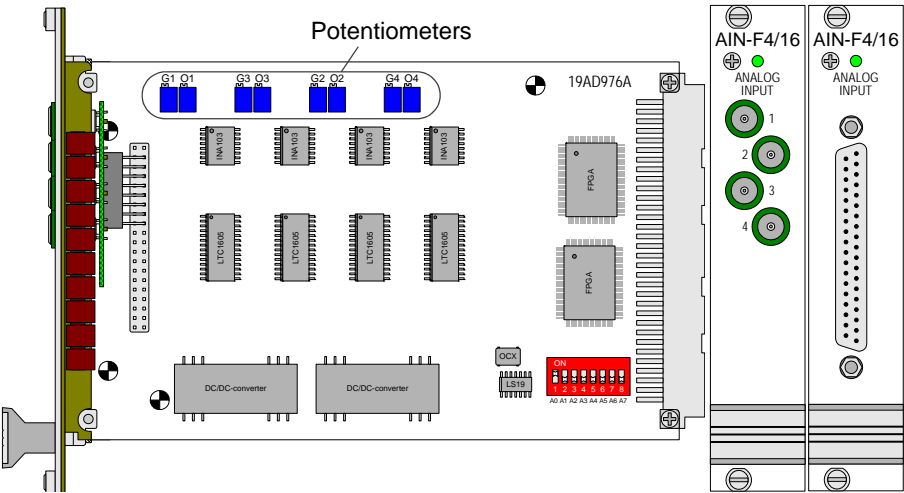 Potentiometers
G1 O1 G3 O3 G2 O2 G4 O4
19AD976A
INA103 INA103 INA103 INA103
FPGA
LTC1605 LTC1605 LTC1605 LTC1605
FPGA
DC/DC-converter DC/DC-converter
OCX
LS19
ON
1 2 3 4 5 6 7 8
A0 A1 A2 A3 A4 A5 A6 A7
AIN-F4/16
ANALOG
INPUT
1
2
3
4
AIN-F4/16
ANALOG
INPUT